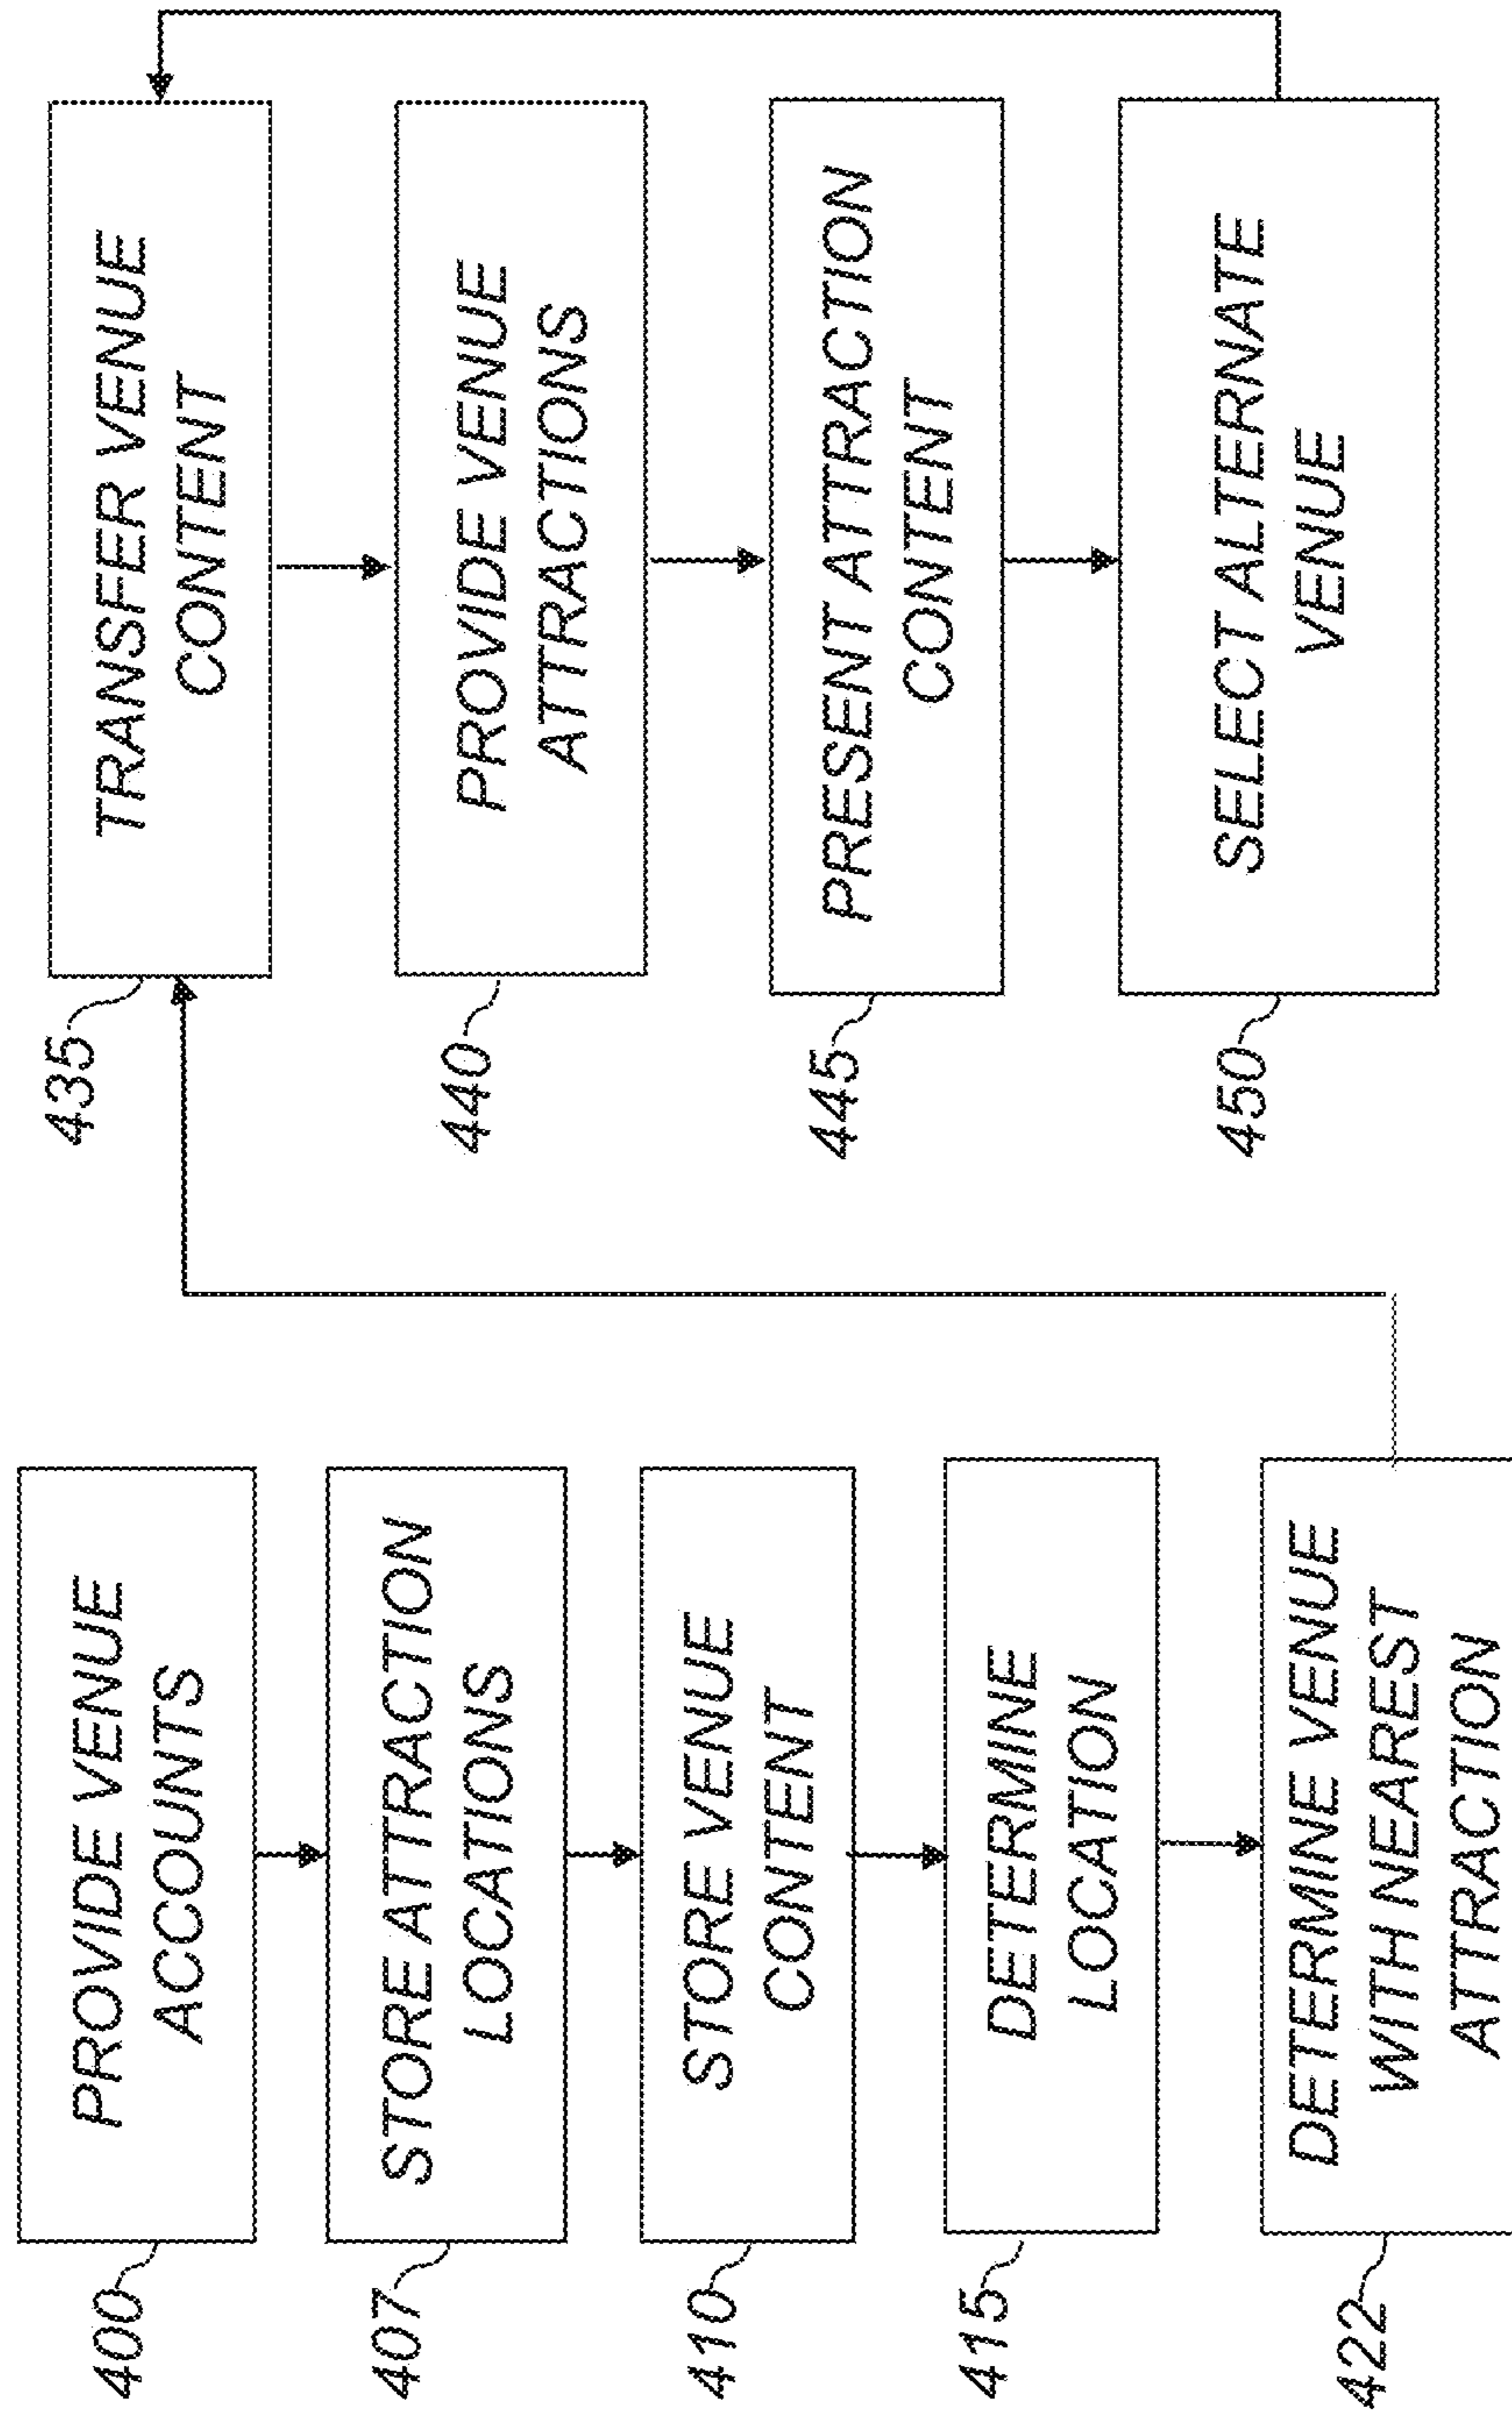 400
PROVIDE VENUE
ACCOUNTS
407
STORE ATTRACTION
LOCATIONS
410
STORE VENUE
CONTENT
415
DETERMINE
LOCATION
422
DETERMINE VENUE
WITH NEAREST
ATTRACTION
435
TRANSFER VENUE
CONTENT
440
PROVIDE VENUE
ATTRACTIONS
445
PRESENT ATTRACTION
CONTENT
450
SELECT ALTERNATE
VENUE